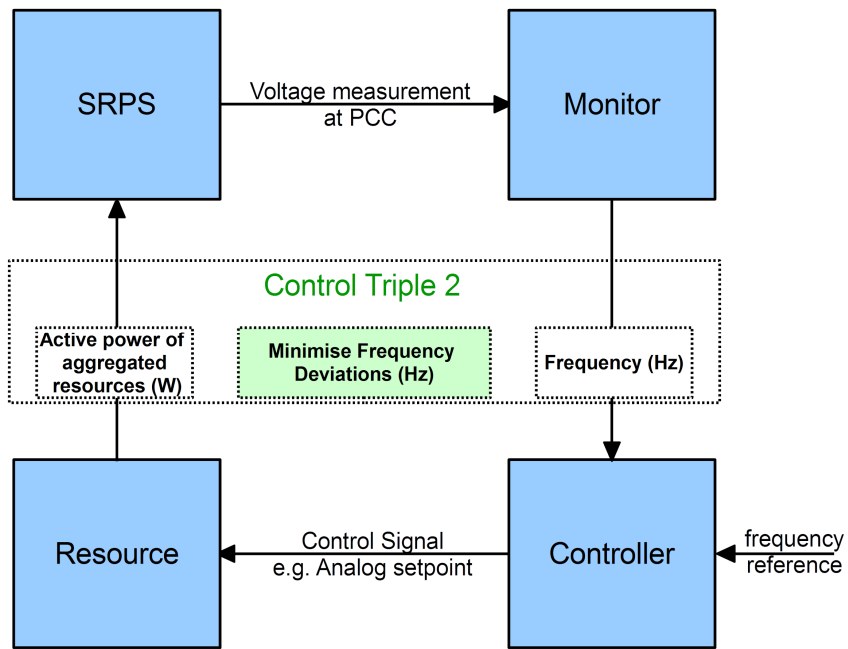 SRPS
Voltage measurement
at PCC
Monitor
Control Triple 2
Active power of
aggregated
resources (W)
Minimise Frequency
Deviations (Hz)
Frequency (Hz)
Resource
Control Signal
e.g. Analog setpoint
Controller
frequency
reference